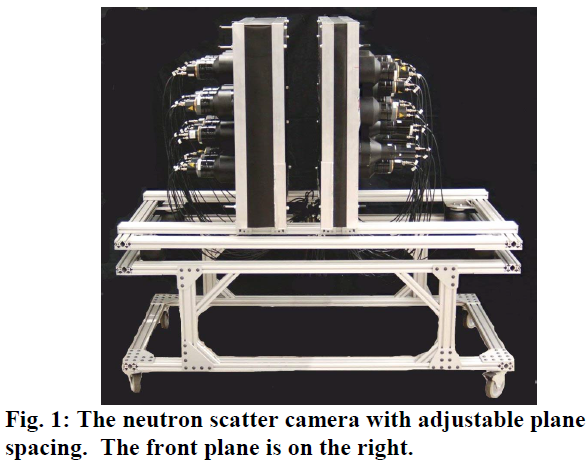 Fig. 1: The neutron scatter camera with adjustable plane
spacing.  The front plane is on the right.